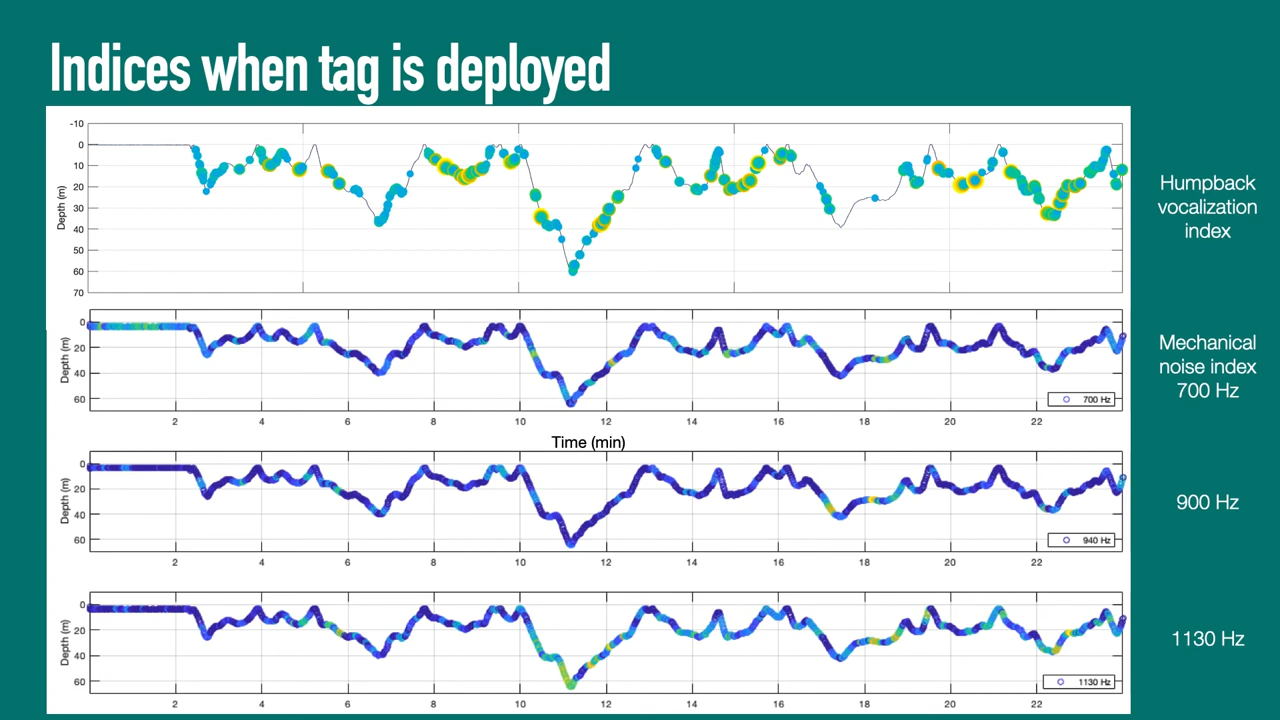 Indices when tag is deployed
-10
0
10
20
30
40
50
60
70
Depth (m)
Humpback
vocalization
index
0
20
40
60
Depth (m)
700 Hz
2 4 6 8 10 12 14 16 18 20 22
Mechanical
noise index
700 Hz
Time (min)
0
20
40
60
Depth (m)
940 Hz
2 4 6 8 10 12 14 16 18 20 22
900 Hz
0
20
40
60
Depth (m)
1130 Hz
2 4 6 8 10 12 14 16 18 20 22
1130 Hz